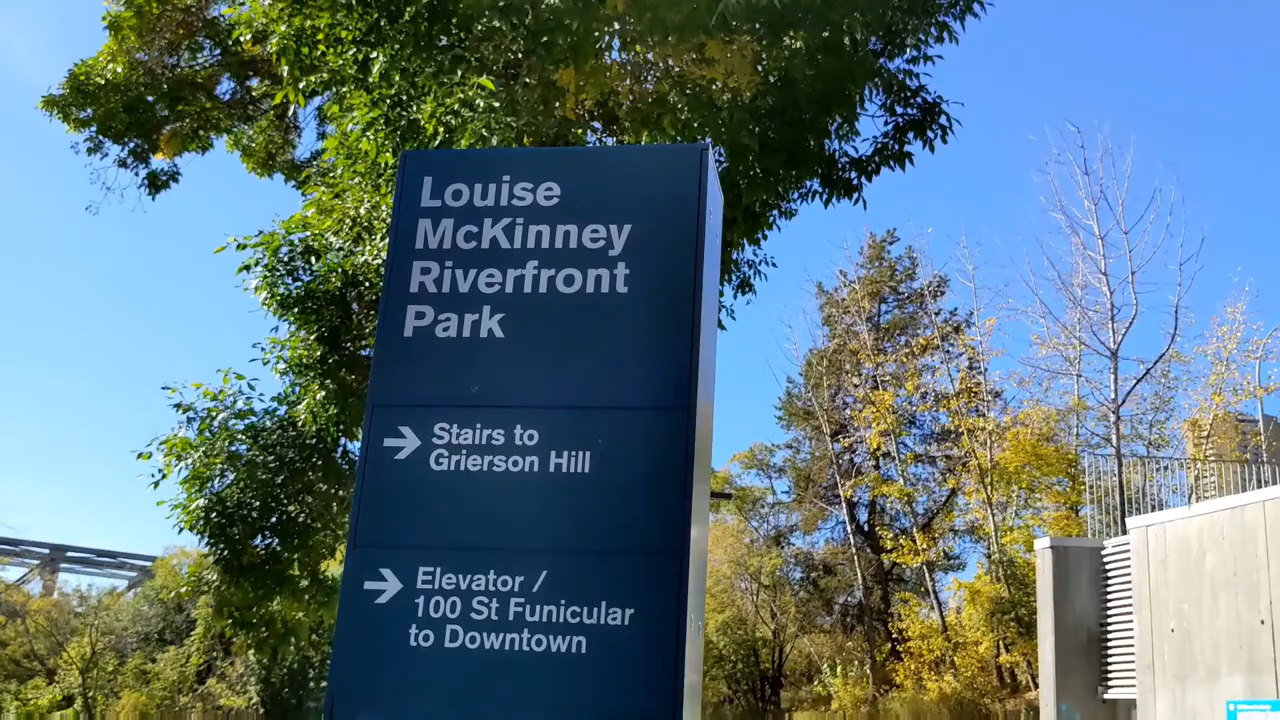 Louise
McKinney
Riverfront
Park
Stairs to
Grierson Hill
Elevator /
100 St Funicular
to Downtown